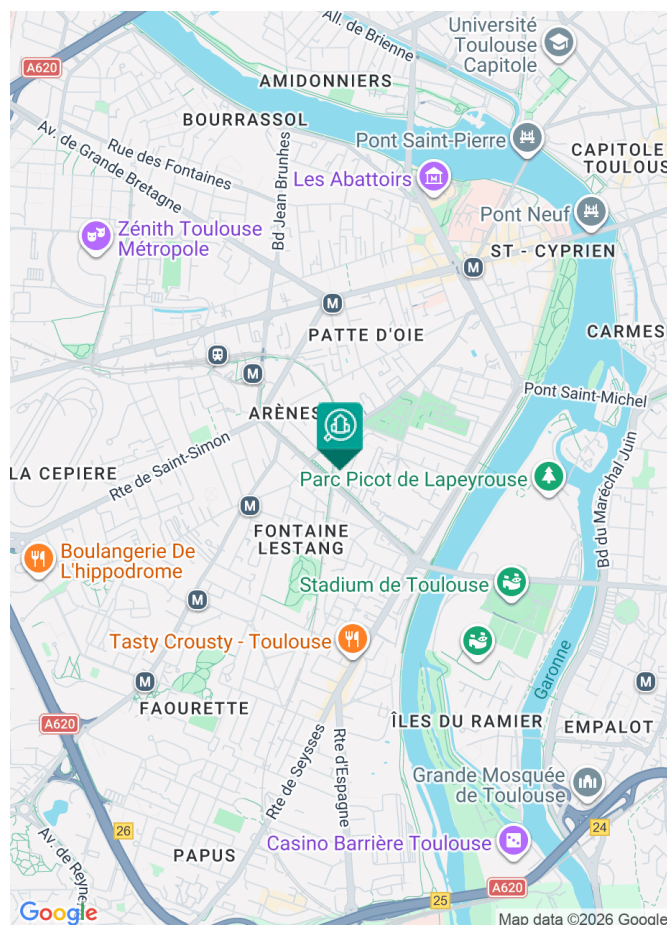 All. de Brienne
Université
Toulouse
Capitole
A620
AMIDONNIERS
BOURRASSOL
Pont Saint-Pierre
CAPITOLE
TOULOUS
Av. de Grande Bretagne
Rue des Fontaines
Bd Jean Brunhes
Les Abattoirs
Pont Neuf
Zénith Toulouse
Métropole
ST - CYPRIEN
M
M
PATTE D'OIE
CARMES
M
Pont Saint-Michel
ARÈNES
Rte de Saint-Simon
Bd du Maréchal Juin
LA CEPIERE
Parc Picot de Lapeyrouse
M
FONTAINE
LESTANG
Boulangerie De
L'hippodrome
Stadium de Toulouse
M
Tasty Crousty - Toulouse
Garonne
M
M
FAOURETTE
A620
ÎLES DU RAMIER
EMPALOT
Rte de Seysses
Rte d'Espagne
Grande Mosquée
de Toulouse
26
24
Av. de Reyne
PAPUS
Casino Barrière Toulouse
A620
25
Google
Map data ©2026 Google